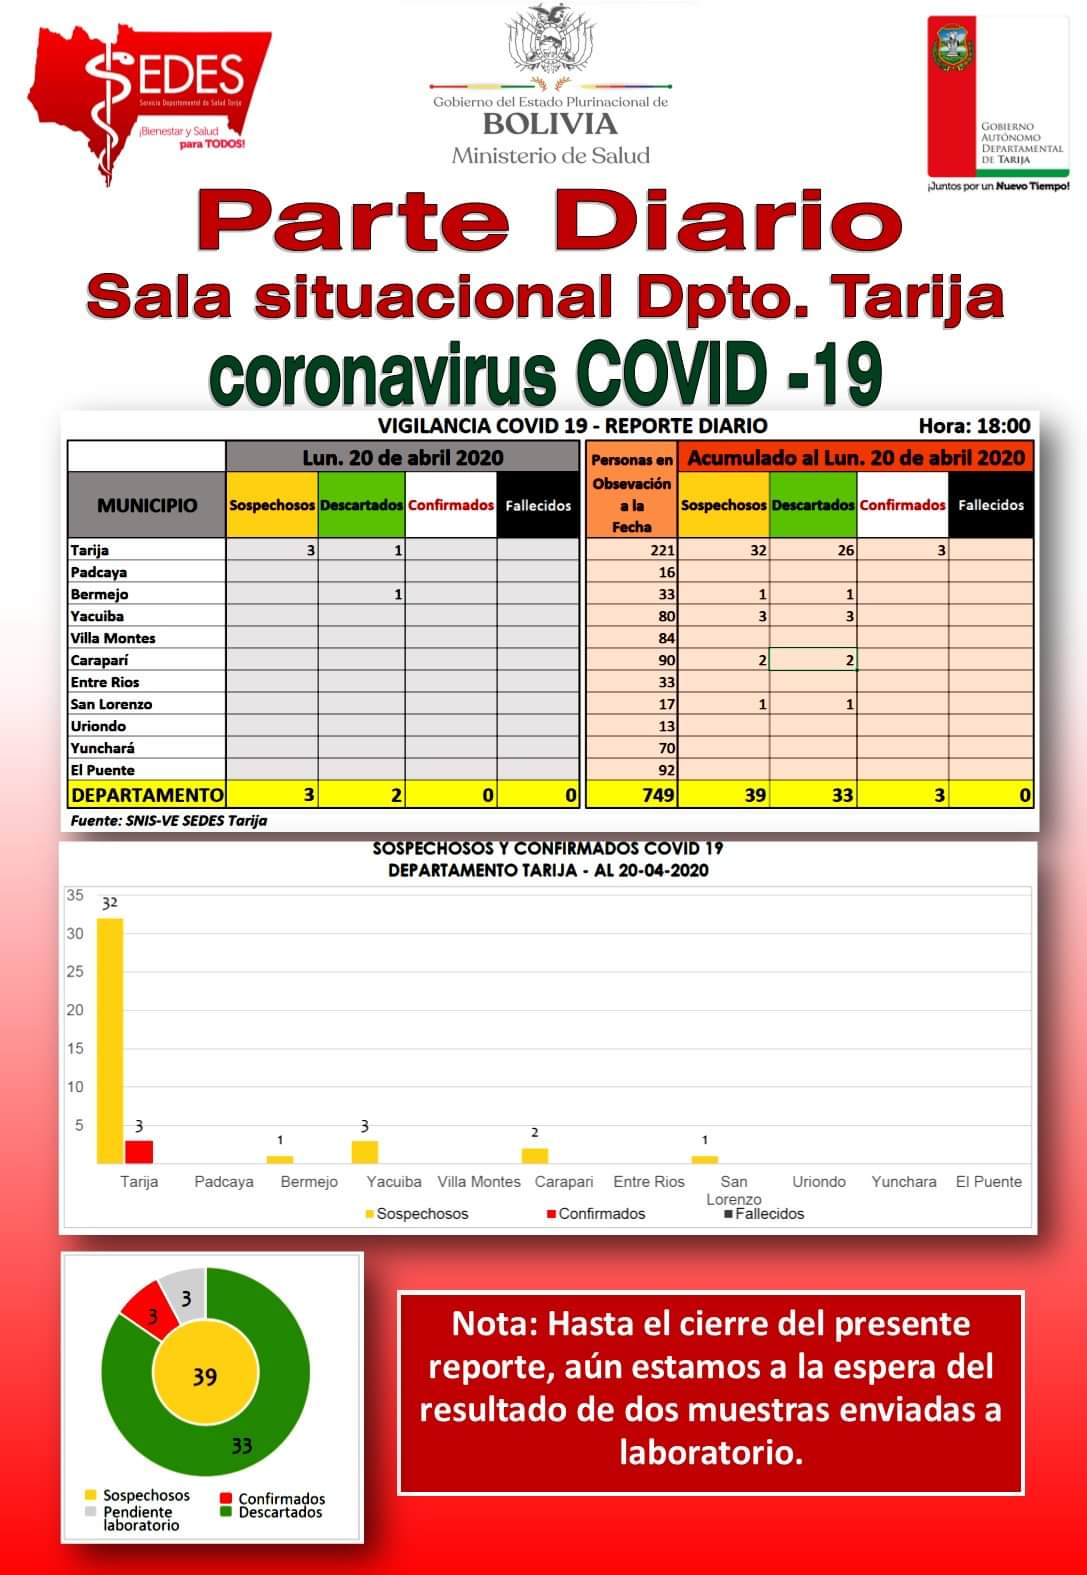 SEDES
Servicio Departamental de Salud Tarija
¡Bienestar y Salud
para TODOS!
Gobierno del Estado Plurinacional de
BOLIVIA
Ministerio de Salud
GOBIERNO
AUTÓNOMO
DEPARTAMENTAL
DE TARIJA
¡Juntos por un Nuevo Tiempo!
Parte Diario
Sala situacional Dpto. Tarija
coronavirus COVID -19
VIGILANCIA COVID 19 - REPORTE DIARIO Hora: 18:00
Lun. 20 de abril 2020 Personas en Obsevación a la Fecha Acumulado al Lun. 20 de abril 2020
MUNICIPIO Sospechosos Descartados Confirmados Fallecidos Sospechosos Descartados Confirmados Fallecidos
Tarija 3 1 221 32 26 3
Padcaya 16
Bermejo 1 33 1 1
Yacuiba 80 3 3
Villa Montes 84
Caraparí 90 2 2
Entre Rios 33
San Lorenzo 17 1 1
Uriondo 13
Yunchará 70
El Puente 92
DEPARTAMENTO 3 2 0 0 749 39 33 3 0
Fuente: SNIS-VE SEDES Tarija
SOSPECHOSOS Y CONFIRMADOS COVID 19
DEPARTAMENTO TARIJA - AL 20-04-2020
35
32
30
25
20
15
10
5
3 1 3 2 1
Tarija Padcaya Bermejo Yacuiba Villa Montes Carapari Entre Rios San Lorenzo Uriondo Yunchara El Puente
Sospechosos Confirmados Fallecidos
3
3
39
33
Sospechosos Confirmados
Pendiente laboratorio Descartados
Nota: Hasta el cierre del presente
reporte, aún estamos a la espera del
resultado de dos muestras enviadas a
laboratorio.